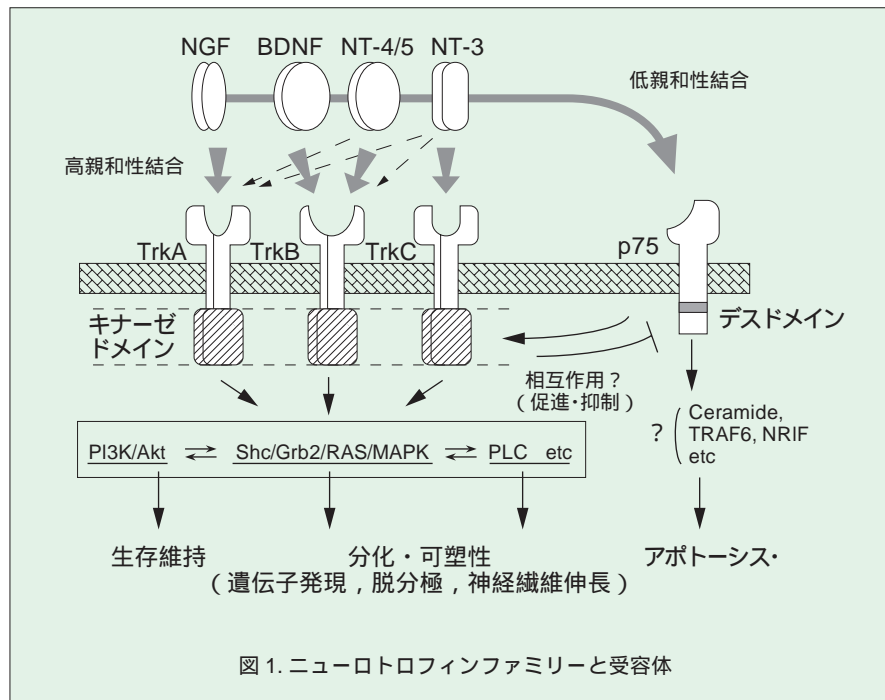 NGF BDNF NT-4/5 NT-3
低親和性結合
高親和性結合
TrkA TrkB TrkC p75
キナーゼ
ドメイン
デスドメイン
相互作用？
（促進・抑制）
?
Ceramide,
TRAF6, NRIF
etc
PI3K/Akt ⇌ Shc/Grb2/RAS/MAPK ⇌ PLC etc
生存維持 分化・可塑性 アポトーシス・
（遺伝子発現，脱分極，神経繊維伸長）
図 1. ニューロトロフィンファミリーと受容体